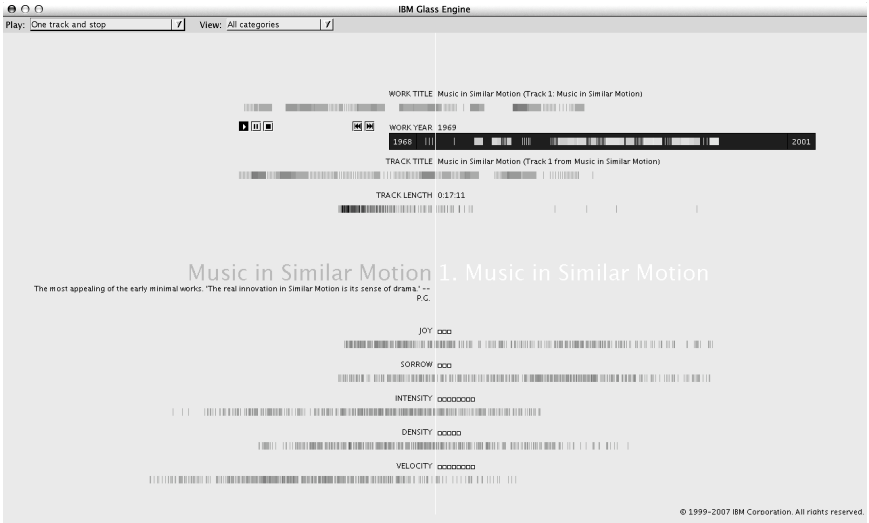 IBM Glass Engine
Play: One track and stop View: All categories
WORK TITLE Music in Similar Motion (Track 1: Music in Similar Motion)
WORK YEAR 1969
1968 2001
TRACK TITLE Music in Similar Motion (Track 1 from Music in Similar Motion)
TRACK LENGTH 0:17:11
Music in Similar Motion 1. Music in Similar Motion
The most appealing of the early minimal works. "The real innovation in Similar Motion is its sense of drama." --
P.G.
JOY
SORROW
INTENSITY
DENSITY
VELOCITY
© 1999-2007 IBM Corporation. All rights reserved.